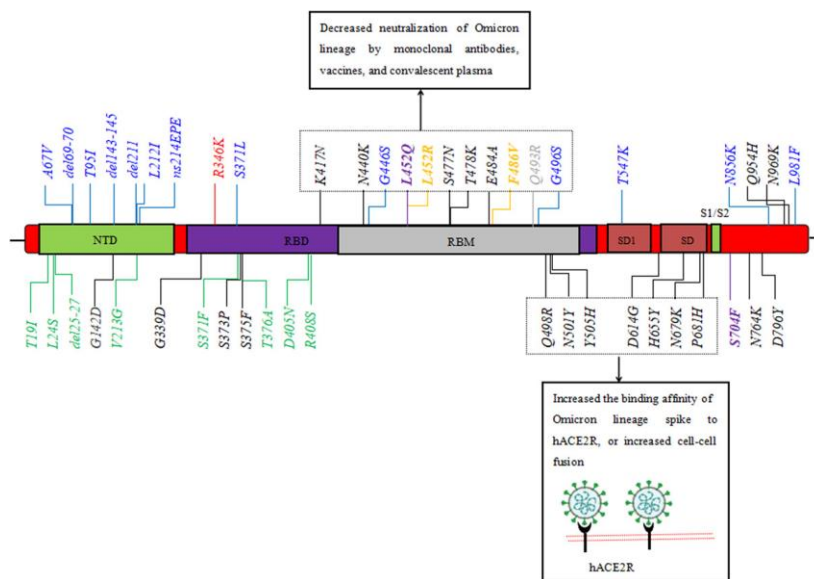 Decreased neutralization of Omicron
lineage by monoclonal antibodies,
vaccines, and convalescent plasma
A67V
del69-70
T95I
del143-145
del211
L212I
ns214EPE
R346K
S371L
K417N
N440K
G446S
L452Q
L452R
S477N
T478K
E484A
F486V
Q493R
G496S
T547K
N856K
Q954H
N969K
L981F
S1/S2
NTD
RBD
RBM
SD1
SD
T19I
L24S
del25-27
G142D
V213G
G339D
S371F
S373P
S375F
T376A
D405N
R408S
Q498R
N501Y
Y505H
D614G
H655Y
N679K
P681H
S704F
N764K
D796Y
Increased the binding affinity of
Omicron lineage spike to
hACE2R, or increased cell-cell
fusion
hACE2R